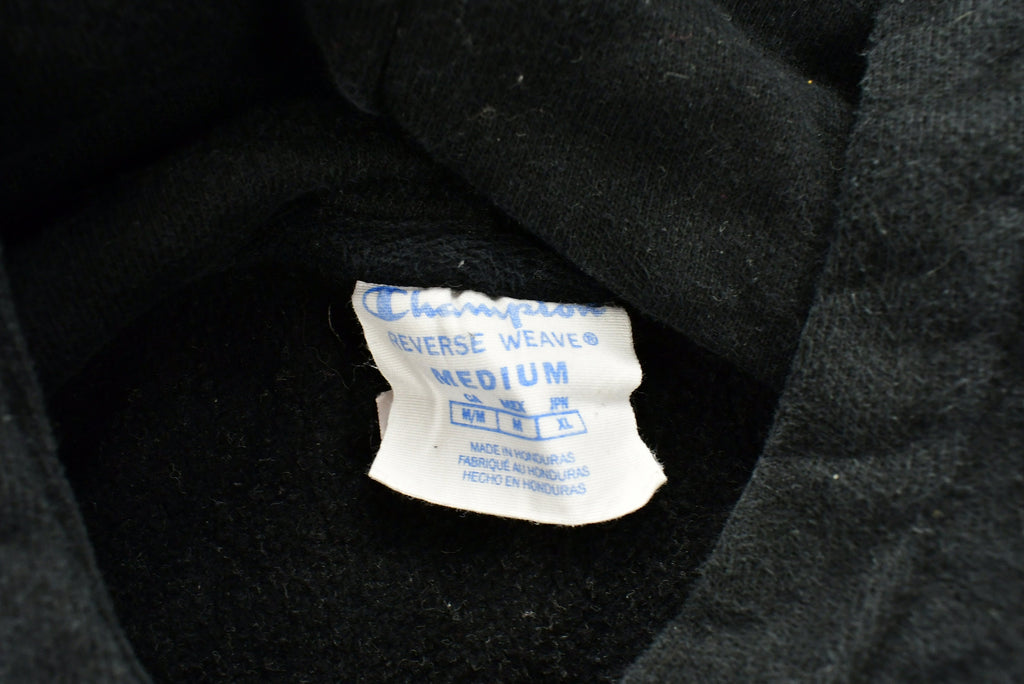 Champion
REVERSE WEAVE®
MEDIUM
CA MEX JPN
M/M M XL
MADE IN HONDURAS
FABRIQUÉ AU HONDURAS
HECHO EN HONDURAS